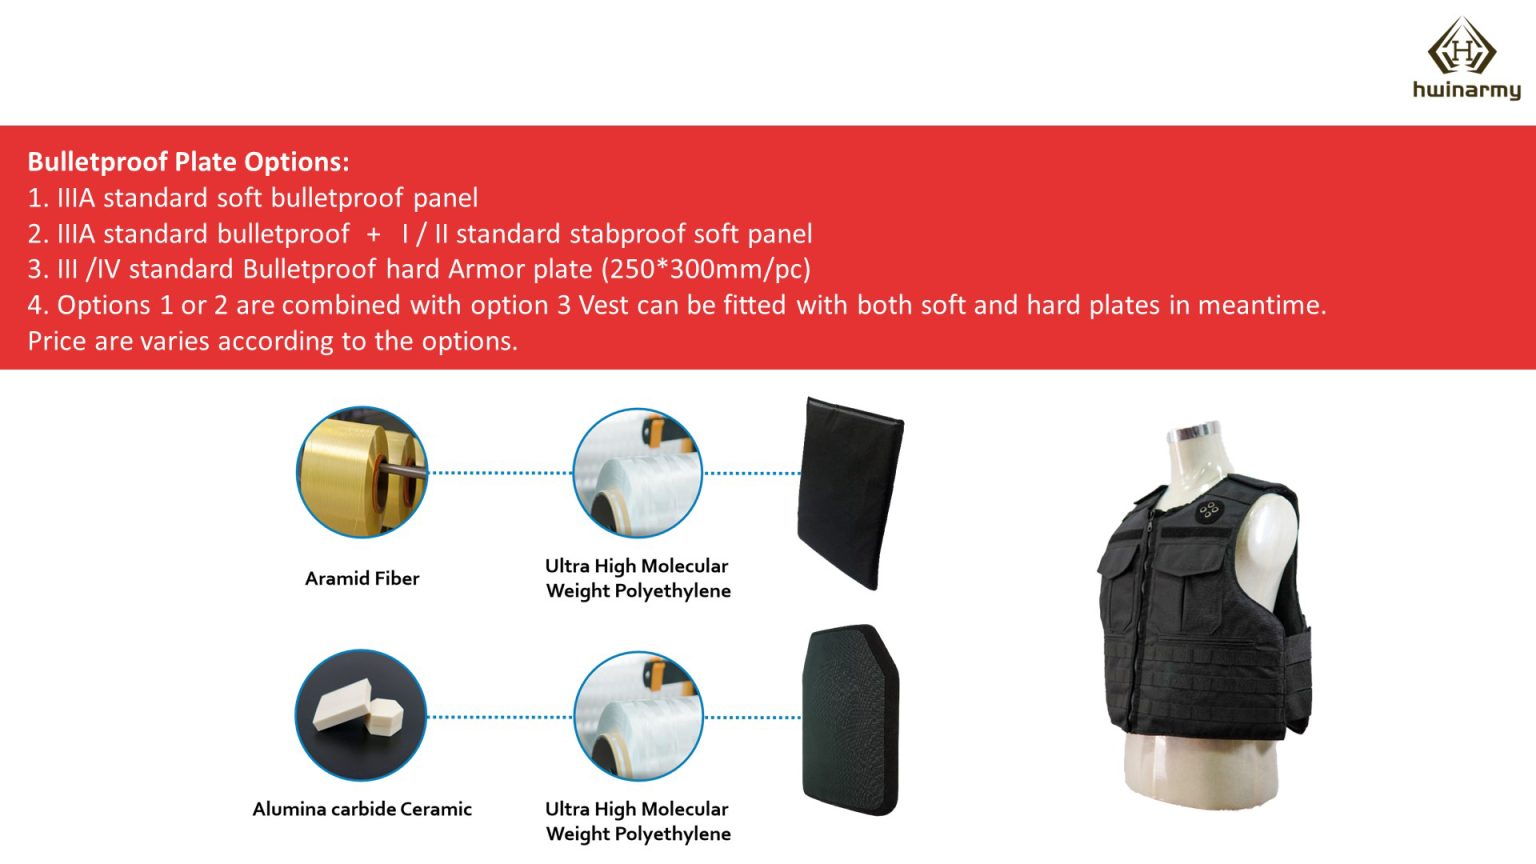 H
hwinarmy
Bulletproof Plate Options:
1. IIIA standard soft bulletproof panel
2. IIIA standard bulletproof + I / II standard stabproof soft panel
3. III /IV standard Bulletproof hard Armor plate (250*300mm/pc)
4. Options 1 or 2 are combined with option 3 Vest can be fitted with both soft and hard plates in meantime.
Price are varies according to the options.
Aramid Fiber
Ultra High Molecular
Weight Polyethylene
Alumina carbide Ceramic
Ultra High Molecular
Weight Polyethylene